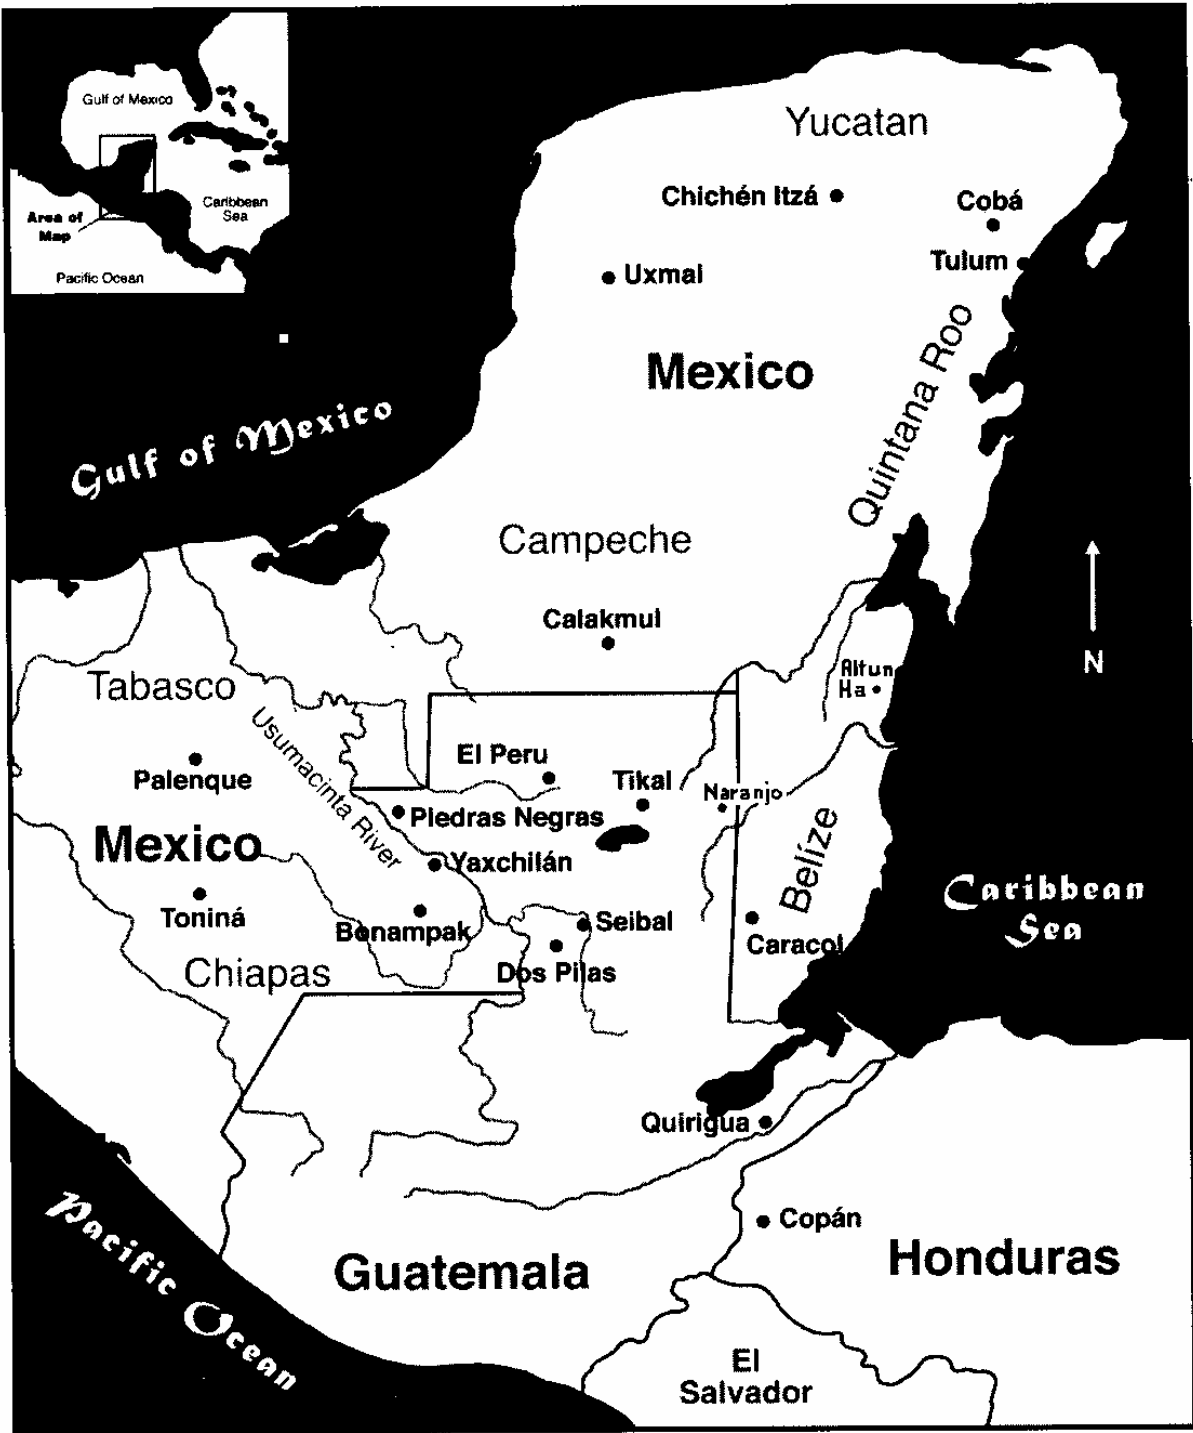 Gulf of Mexico
Caribbean
Sea
Area of
Map
Pacific Ocean
Yucatan
Chichén Itzá
Cobá
Tulum
Uxmal
Mexico
Quintana Roo
Gulf of Mexico
Campeche
Calakmul
N
Altun
Ha
Tabasco
Usumacinta River
El Peru
Tikal
Naranjo
Palenque
Piedras Negras
Mexico
Yaxchilán
Belíze
Caribbean
Sea
Toniná
Bonampak
Seibal
Caracol
Chiapas
Dos Pilas
Quirigua
Pacific Ocean
Copán
Guatemala
Honduras
El
Salvador